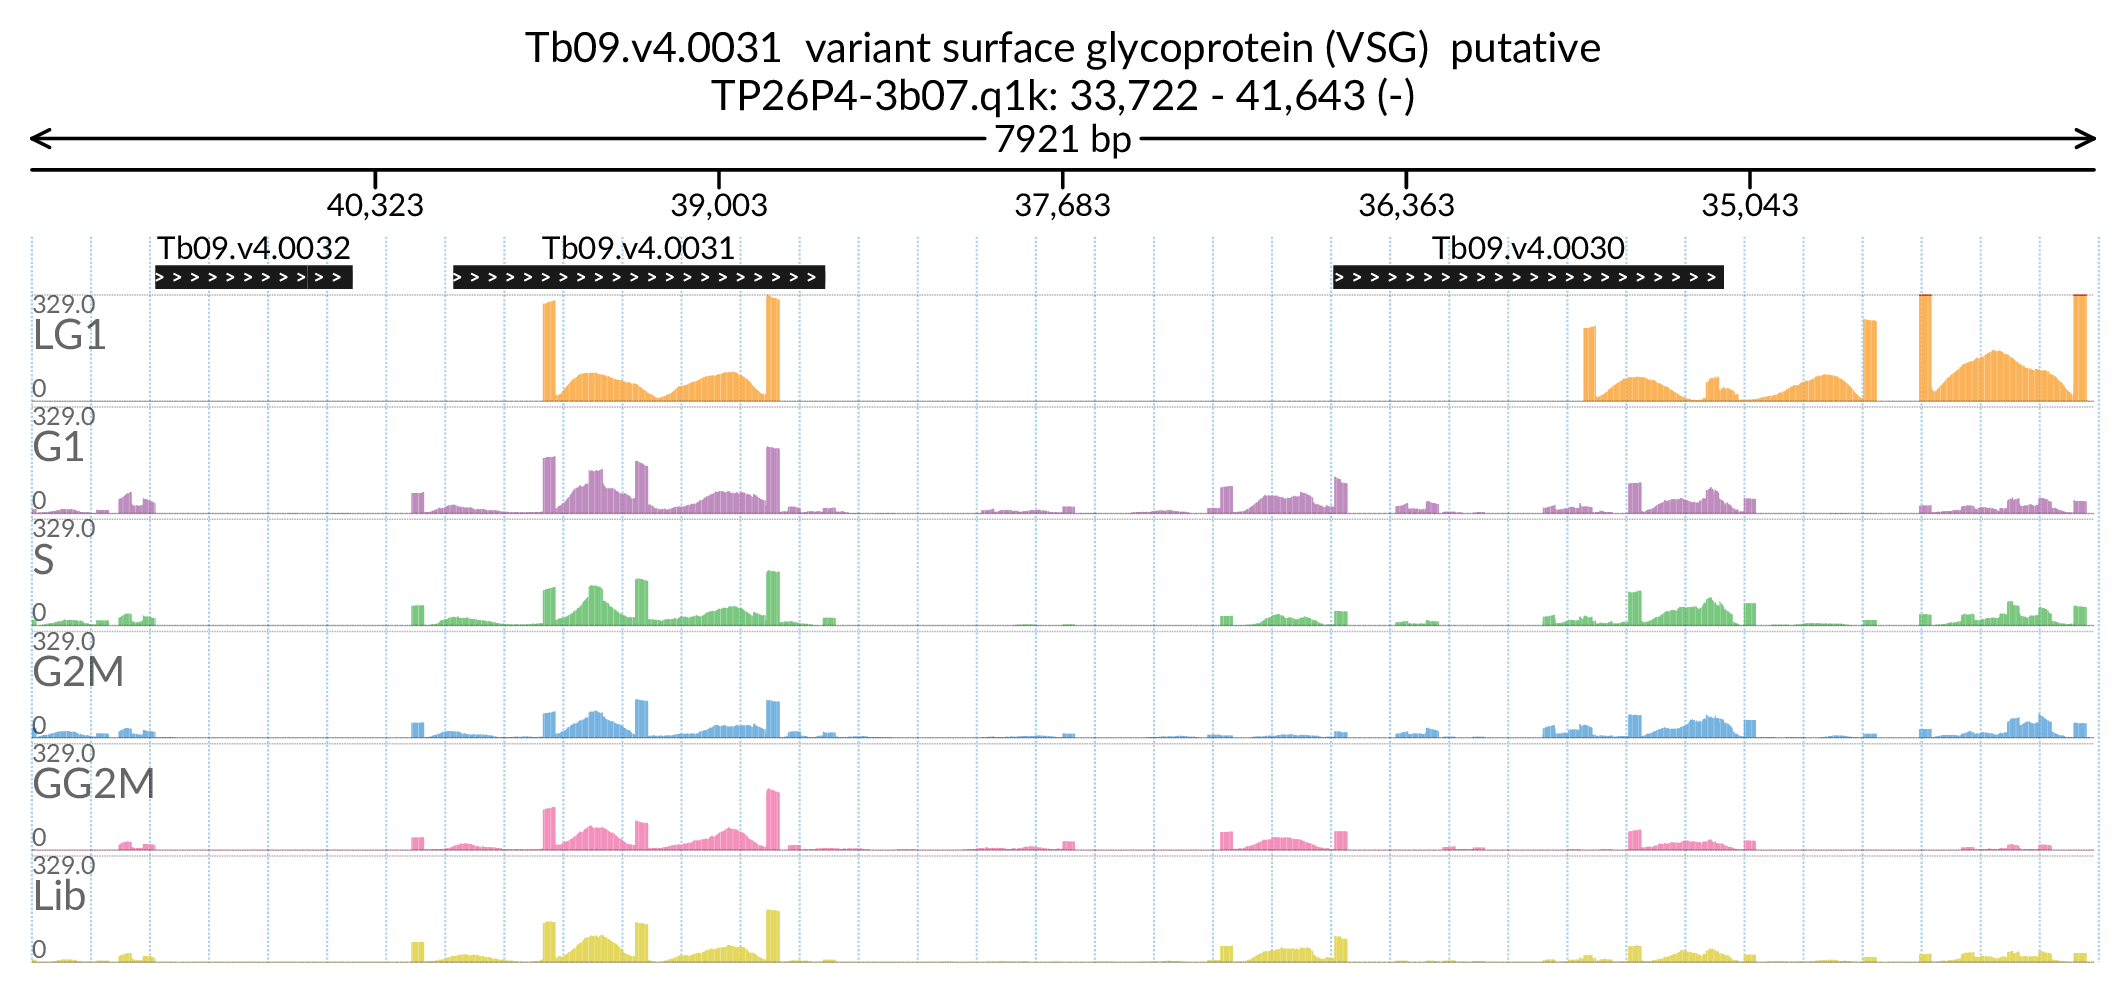 Tb09.v4.0031 variant surface glycoprotein (VSG) putative
TP26P4-3b07.q1k: 33,722 - 41,643 (-)
7921 bp
40,323 39,003 37,683 36,363 35,043
Tb09.v4.0032 Tb09.v4.0031 Tb09.v4.0030
329.0
LG1
0
329.0
G1
0
329.0
S
0
329.0
G2M
0
329.0
GG2M
0
329.0
Lib
0